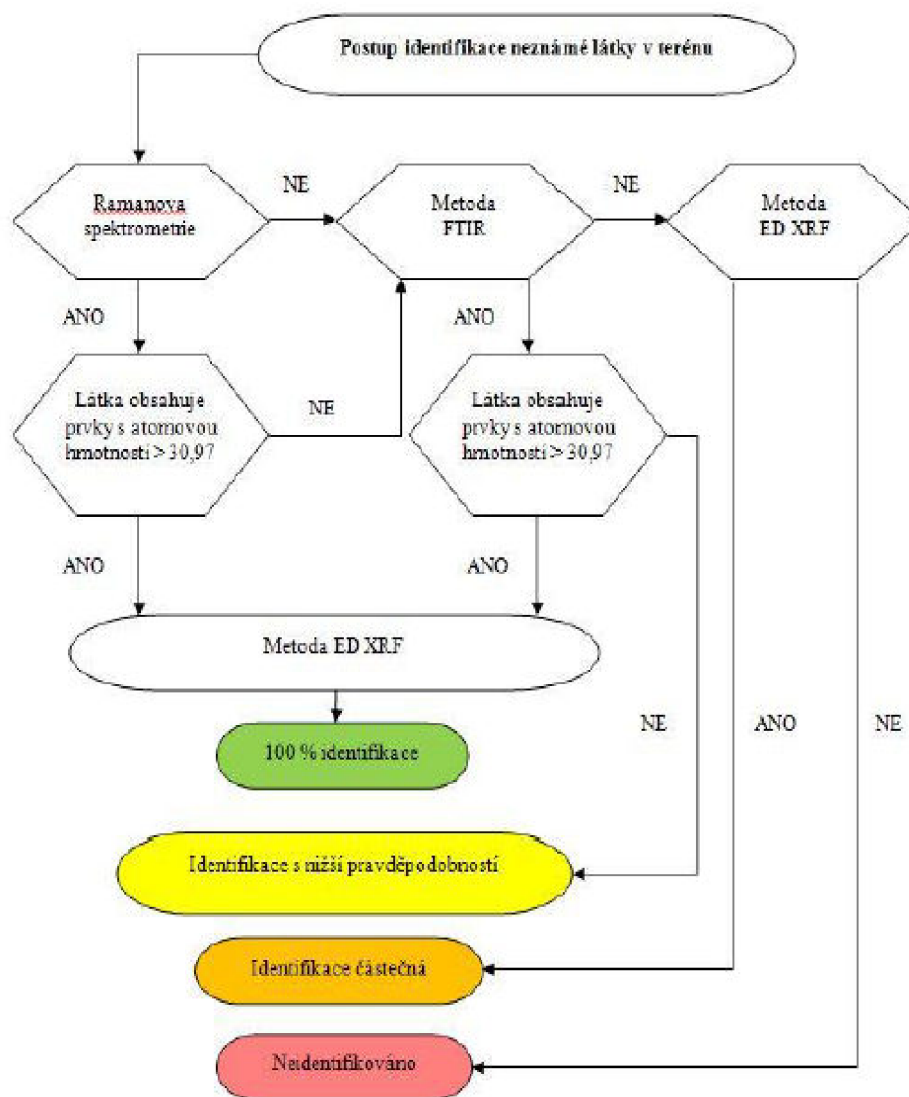 Postup identifikace neznámé látky v terénu
Ramanova
spektrometrie
NE
Metoda
FTIR
NE
Metoda
ED XRF
ANO
ANO
Látka obsahuje
prvky s atomovou
hmotností > 30,97
NE
Látka obsahuje
prvky s atomovou
hmotností > 30,97
ANO
ANO
Metoda ED XRF
NE
ANO
NE
100 % identifikace
Identifikace s nižší pravděpodobností
Identifikace částečná
Neidentifikováno